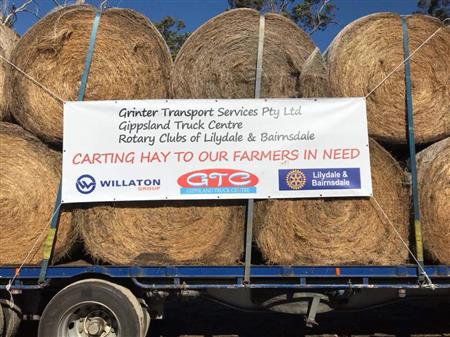 Grinter Transport Services Pty Ltd
Gippsland Truck Centre
Rotary Clubs of Lilydale & Bairnsdale
CARTING HAY TO OUR FARMERS IN NEED
WILLATON
GROUP
GTC
GIPPSLAND TRUCK CENTRE
Lilydale &
Bairnsdale